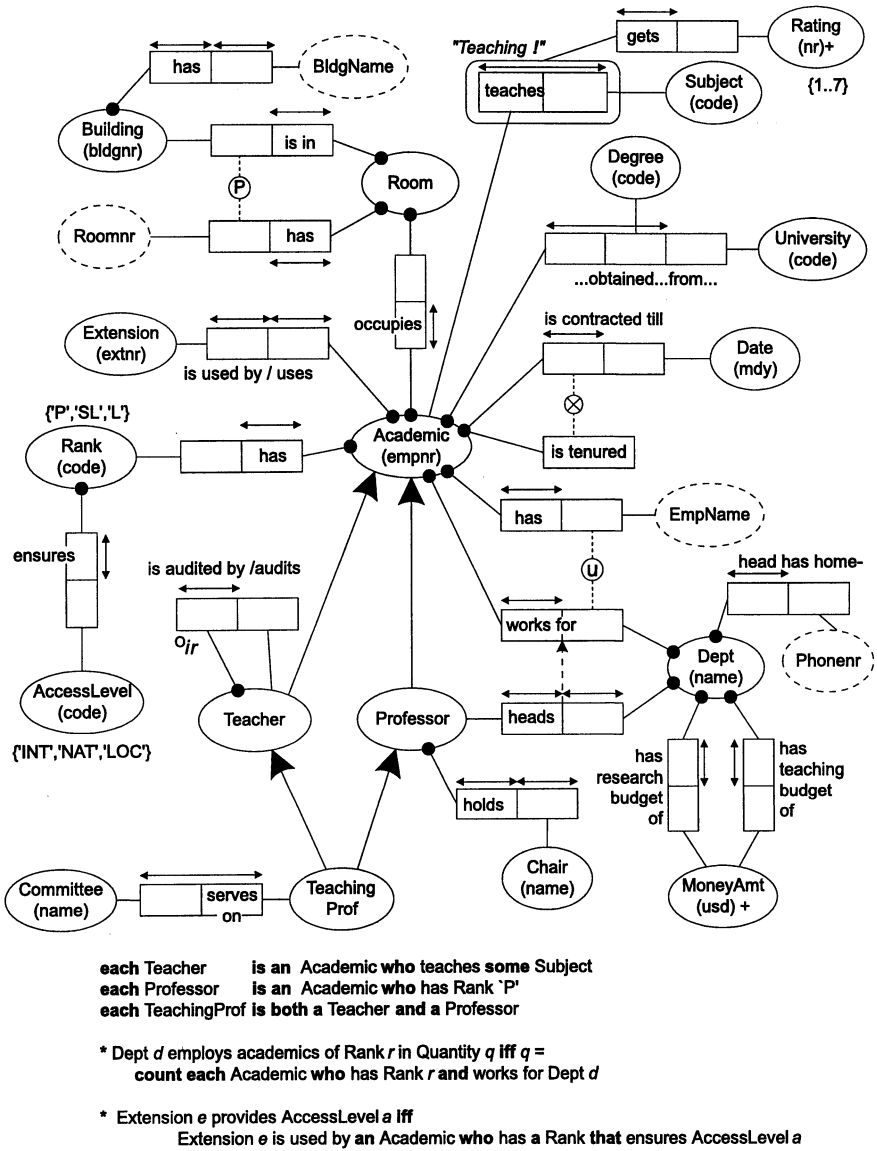 "Teaching !"
gets
Rating
(nr)+
{1..7}
has
BldgName
teaches
Subject
(code)
Building
(bldgnr)
is in
Room
Degree
(code)
P
Roomnr
has
University
(code)
...obtained...from...
occupies
is contracted till
Extension
(extnr)
is used by / uses
Date
(mdy)
{'P','SL','L'}
Rank
(code)
has
Academic
(empnr)
is tenured
has
EmpName
ensures
is audited by /audits
u
head has home-
Oir
works for
Dept
(name)
Phonenr
AccessLevel
(code)
{'INT','NAT','LOC'}
Teacher
Professor
heads
has
research
budget
of
has
teaching
budget
of
holds
Committee
(name)
serves
on
Teaching
Prof
Chair
(name)
MoneyAmt
(usd) +
each Teacher is an Academic who teaches some Subject
each Professor is an Academic who has Rank `P'
each TeachingProf is both a Teacher and a Professor
* Dept d employs academics of Rank r in Quantity q iff q =
count each Academic who has Rank r and works for Dept d
* Extension e provides AccessLevel a iff
Extension e is used by an Academic who has a Rank that ensures AccessLevel a